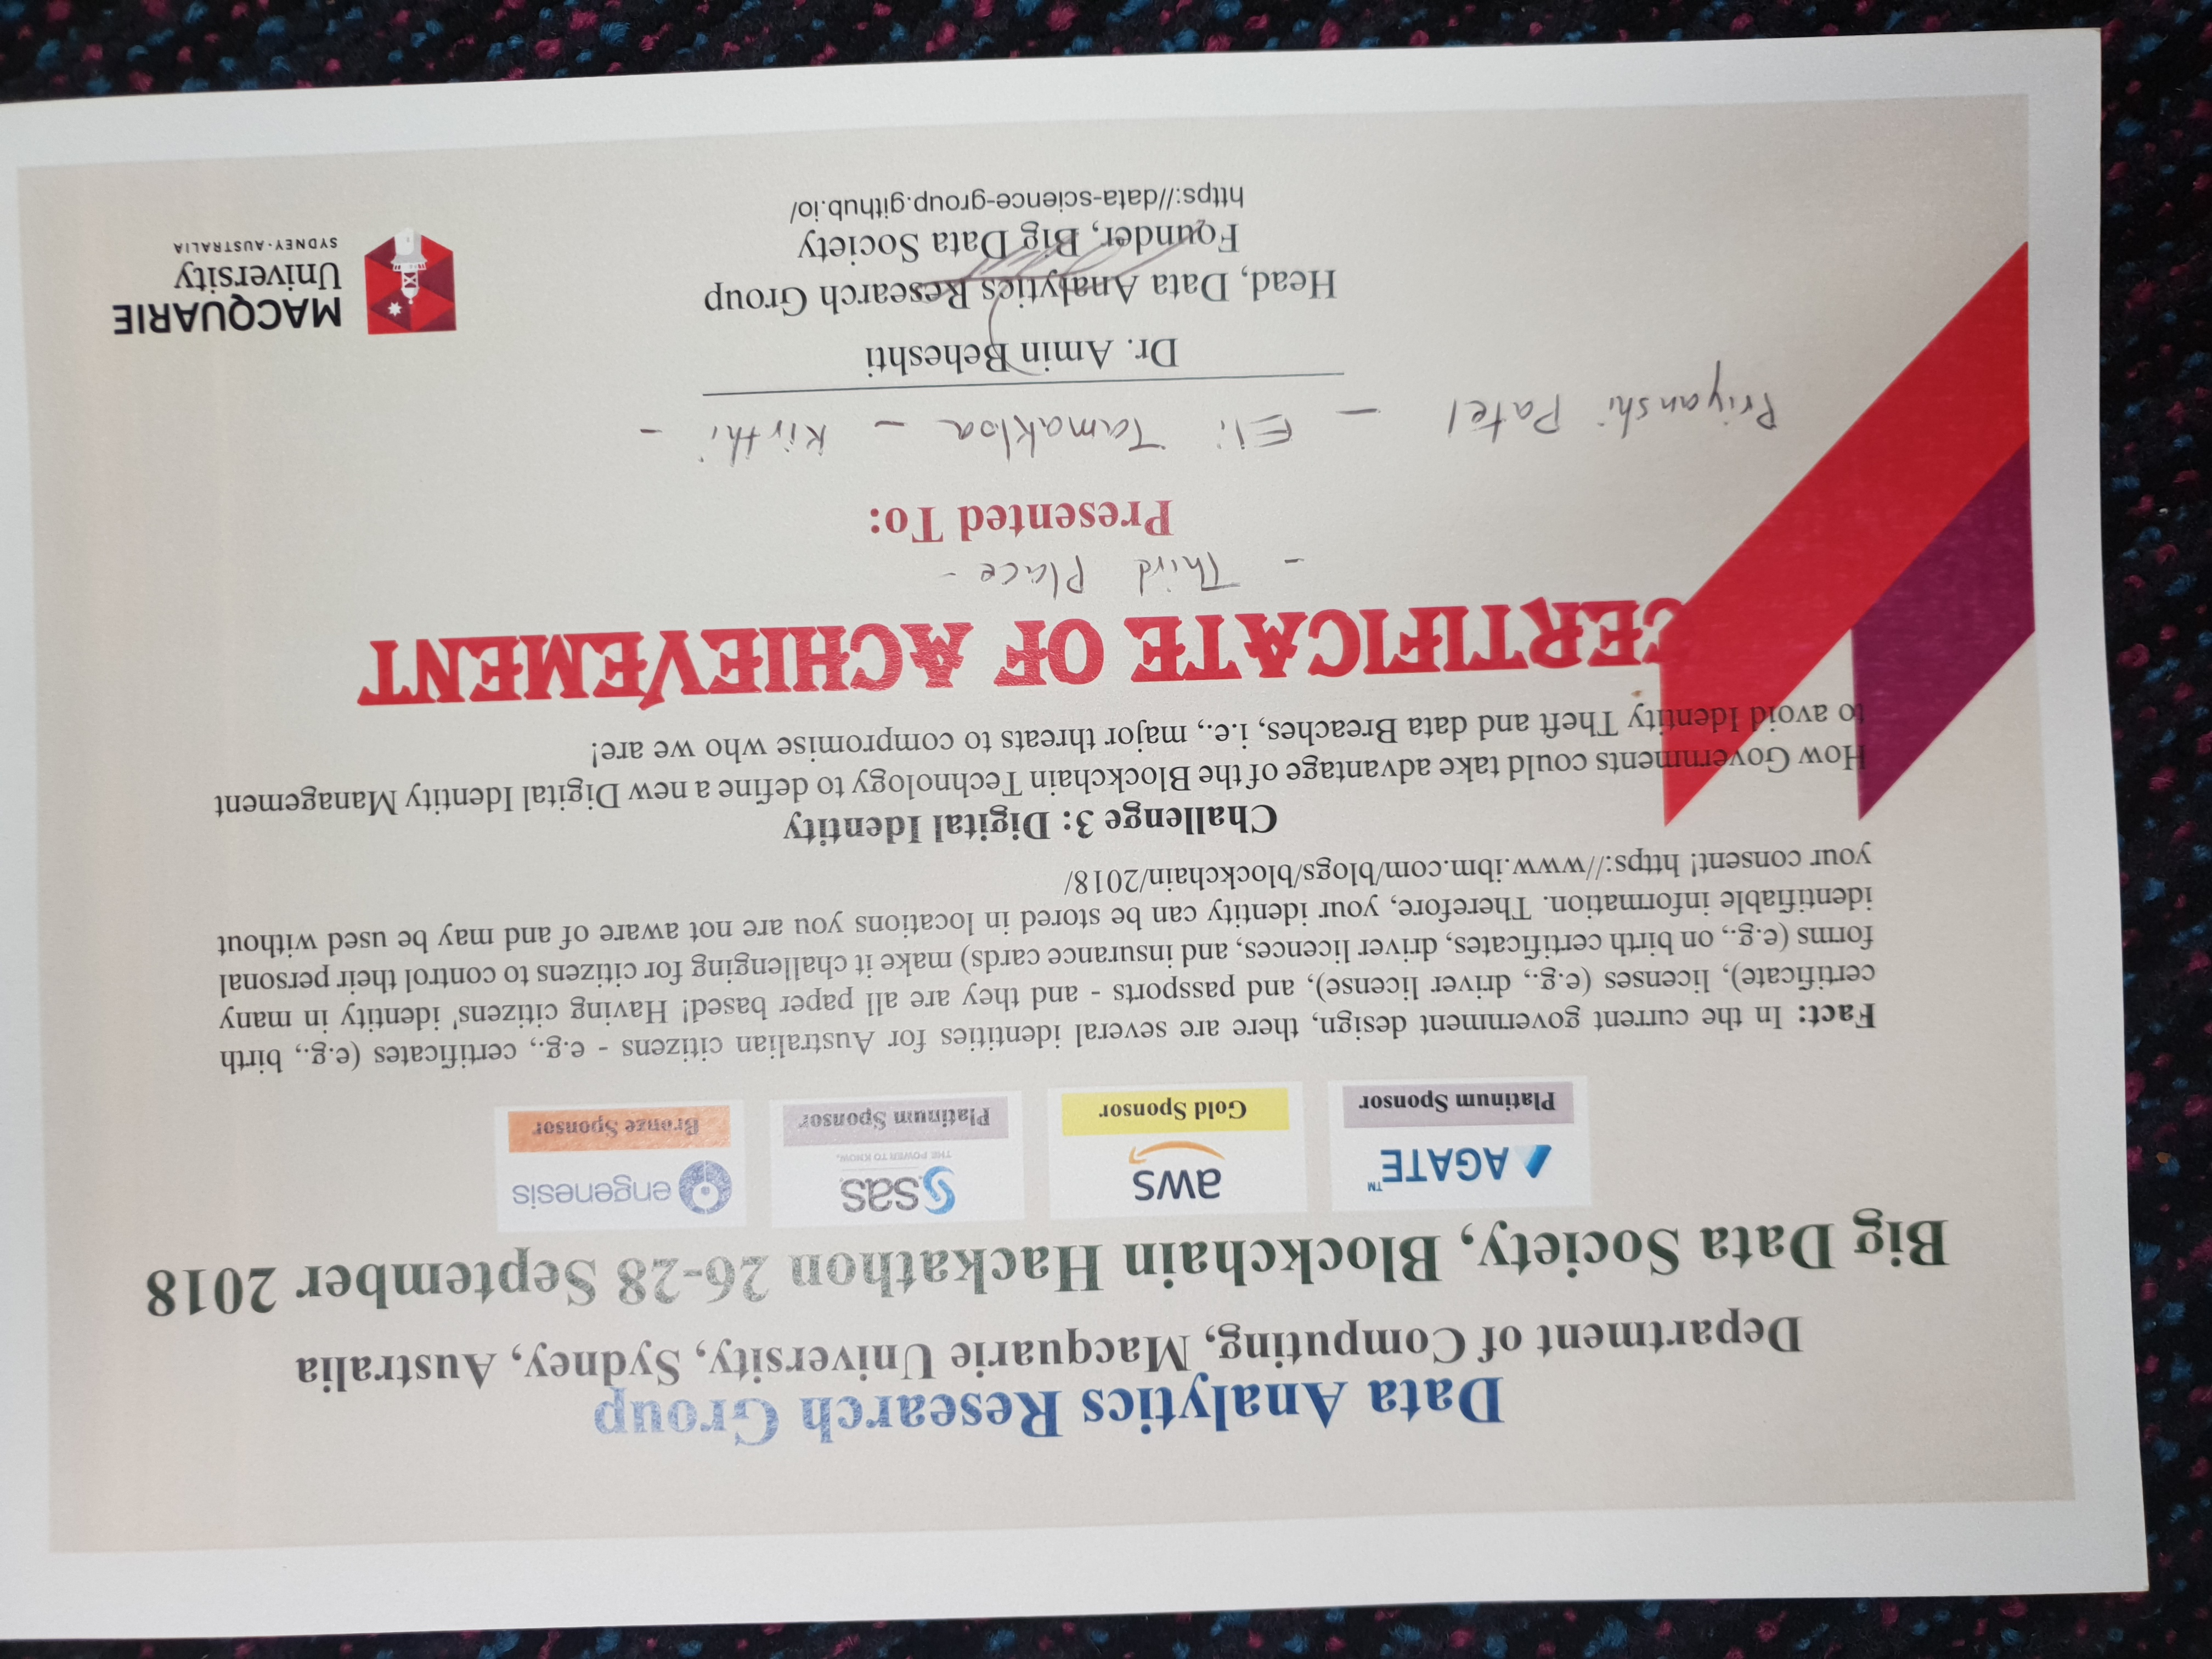 Data Analytics Research Group
Department of Computing, Macquarie University, Sydney, Australia
Big Data Society, Blockchain Hackathon 26-28 September 2018
AGATE™
Platinum Sponsor
aws
Gold Sponsor
sas
THE POWER TO KNOW.
Platinum Sponsor
engenesis
Bronze Sponsor
Fact: In the current government design, there are several identities for Australian citizens - e.g., certificates (e.g., birth
certificate), licenses (e.g., driver license), and passports - and they are all paper based! Having citizens' identity in many
forms (e.g., on birth certificates, driver licences, and insurance cards) make it challenging for citizens to control their personal
identifiable information. Therefore, your identity can be stored in locations you are not aware of and may be used without
your consent! https://www.ibm.com/blogs/blockchain/2018/
Challenge 3: Digital Identity
How Governments could take advantage of the Blockchain Technology to define a new Digital Identity Management
to avoid Identity Theft and data Breaches, i.e., major threats to compromise who we are!
CERTIFICATE OF ACHIEVEMENT
- Third Place -
Presented To:
Priyanshi Patel - Eli Tamakloa - Kirthi -
Dr. Amin Beheshti
Head, Data Analytics Research Group
Founder, Big Data Society
https://data-science-group.github.io/
MACQUARIE
University
SYDNEY·AUSTRALIA